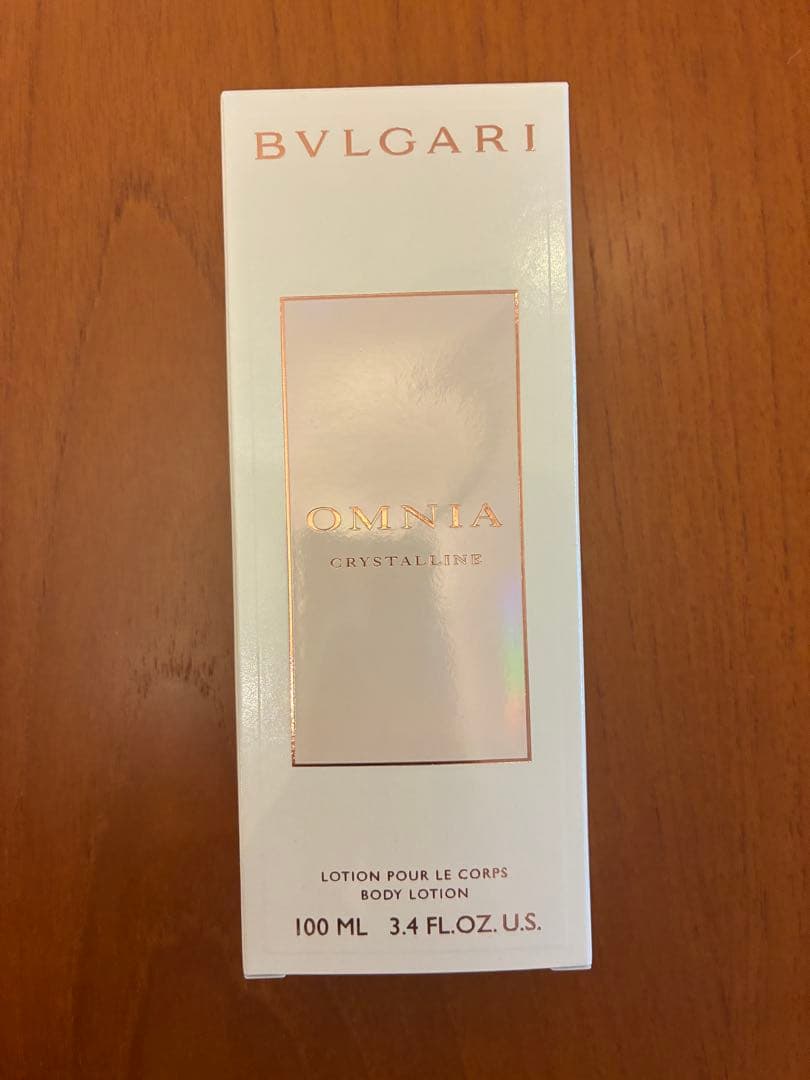 BVLGARI
OMNIA
CRYSTALLINE
LOTION POUR LE CORPS
BODY LOTION
100 ML 3.4 FL.OZ. U.S.